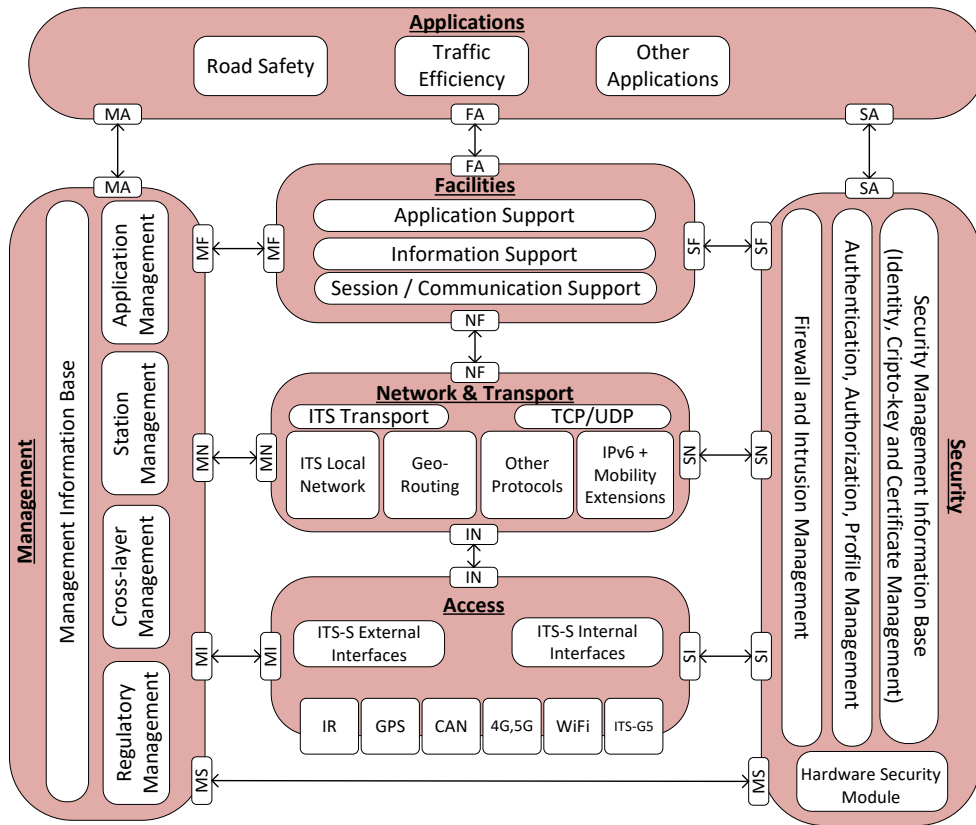 Applications
Road Safety
Traffic
Efficiency
Other
Applications
MA
FA
SA
MA
FA
SA
Facilities
Application Support
Information Support
Session / Communication Support
MF
MF
SF
SF
NF
NF
Network & Transport
ITS Transport
TCP/UDP
ITS Local
Network
Geo-
Routing
Other
Protocols
IPv6 +
Mobility
Extensions
MN
MN
SN
SN
IN
IN
Access
ITS-S External
Interfaces
ITS-S Internal
Interfaces
MI
MI
SI
SI
IR
GPS
CAN
4G,5G
WiFi
ITS-G5
MS
MS
Management
Management Information Base
Application
Management
Station
Management
Cross-layer
Management
Regulatory
Management
Firewall and Intrusion Management
Authentication, Authorization, Profile Management
Security Management Information Base
(Identity, Cripto-key and Certificate Management)
Security
Hardware Security
Module